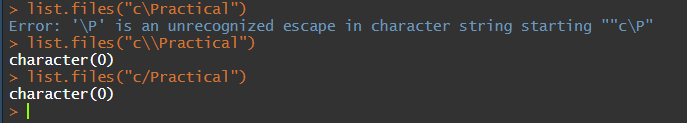 > list.files("c\Practical")
Error: '\P' is an unrecognized escape in character string starting ""c\P"
> list.files("c\\Practical")
character(0)
> list.files("c/Practical")
character(0)
>